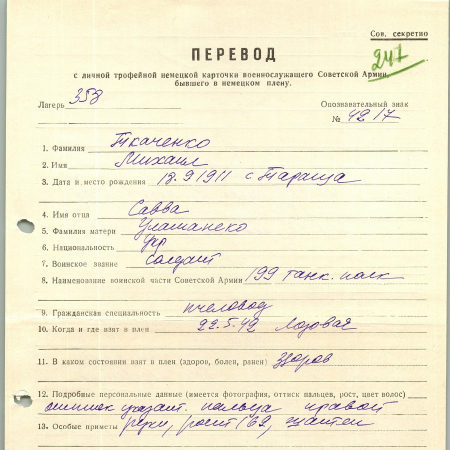 Сов. секретно
247
ПЕРЕВОД
с личной трофейной немецкой карточки военнослужащего Советской Армии,
бывшего в немецком плену.
Лагерь 358 Опознавательный знак
№ 4217
1. Фамилия Ткаченко
2. Имя Михаил
3. Дата и место рождения 18.9 1911 с Тараща
4. Имя отца Савва
5. Фамилия матери
6. Национальность укр
7. Воинское звание солдат
8. Наименование воинской части Советской Армии 199 танк. полк
9. Гражданская специальность пчеловод
10. Когда и где взят в плен 22.5.42 Лозовая
11. В каком состоянии взят в плен (здоров, болен, ранен) здоров
12. Подробные персональные данные (имеется фотография, оттиск пальцев, рост, цвет волос)
оттиск указат. пальца правой
13. Особые приметы руки, рост 169,